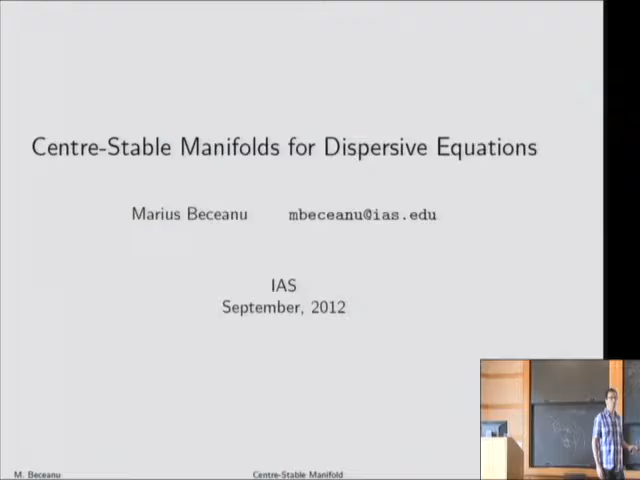 Centre-Stable Manifolds for Dispersive Equations
Marius Beceanu mbeceanu@ias.edu
IAS
September, 2012
M. Beceanu Centre-Stable Manifold